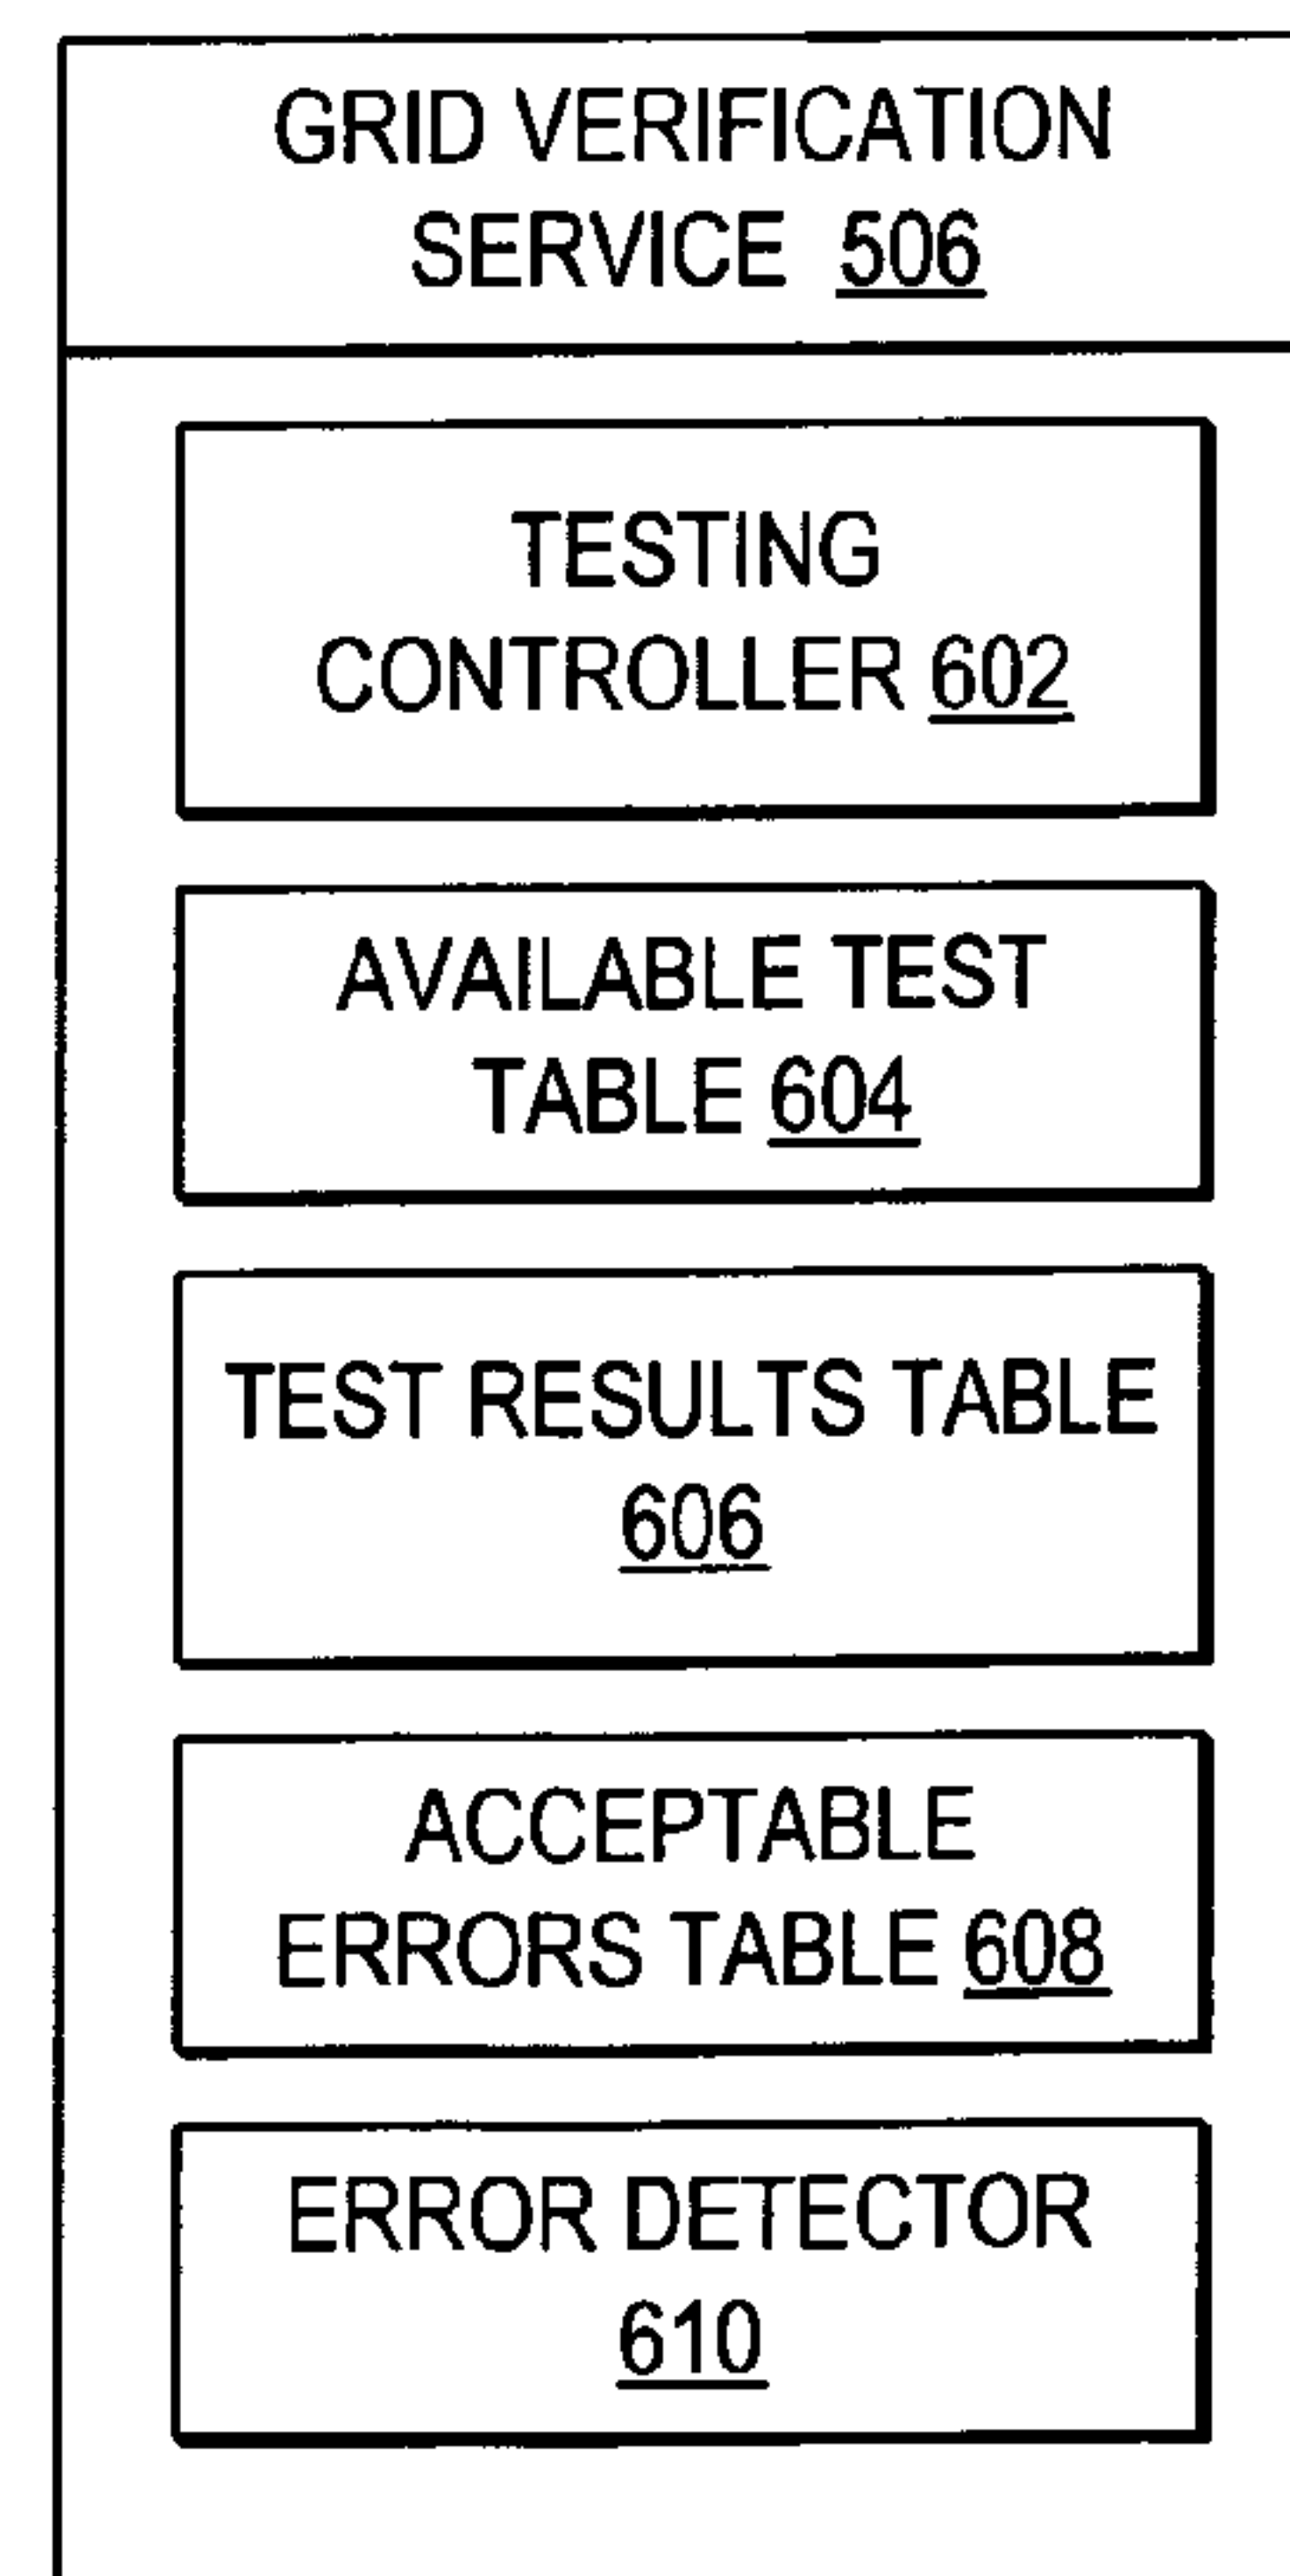 GRID VERIFICATION
SERVICE 506
TESTING
CONTROLLER 602
AVAILABLE TEST
TABLE 604
TEST RESULTS TABLE
606
ACCEPTABLE
ERRORS TABLE 608
ERROR DETECTOR
610